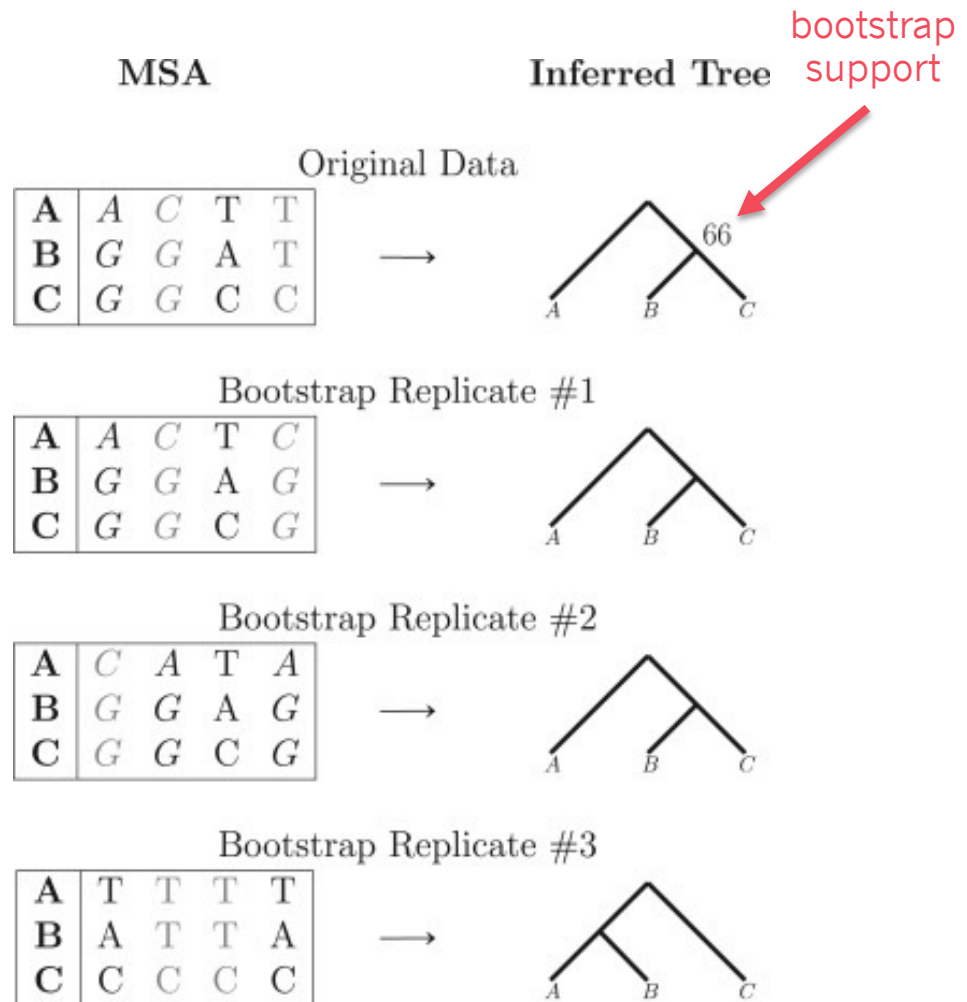 bootstrap
support
MSA Inferred Tree
Original Data
A A C T T
B G G A T
C G G C C
66
A B C
Bootstrap Replicate #1
A A C T C
B G G A G
C G G C G
A B C
Bootstrap Replicate #2
A C A T A
B G G A G
C G G C G
A B C
Bootstrap Replicate #3
A T T T T
B A T T A
C C C C C
A B C